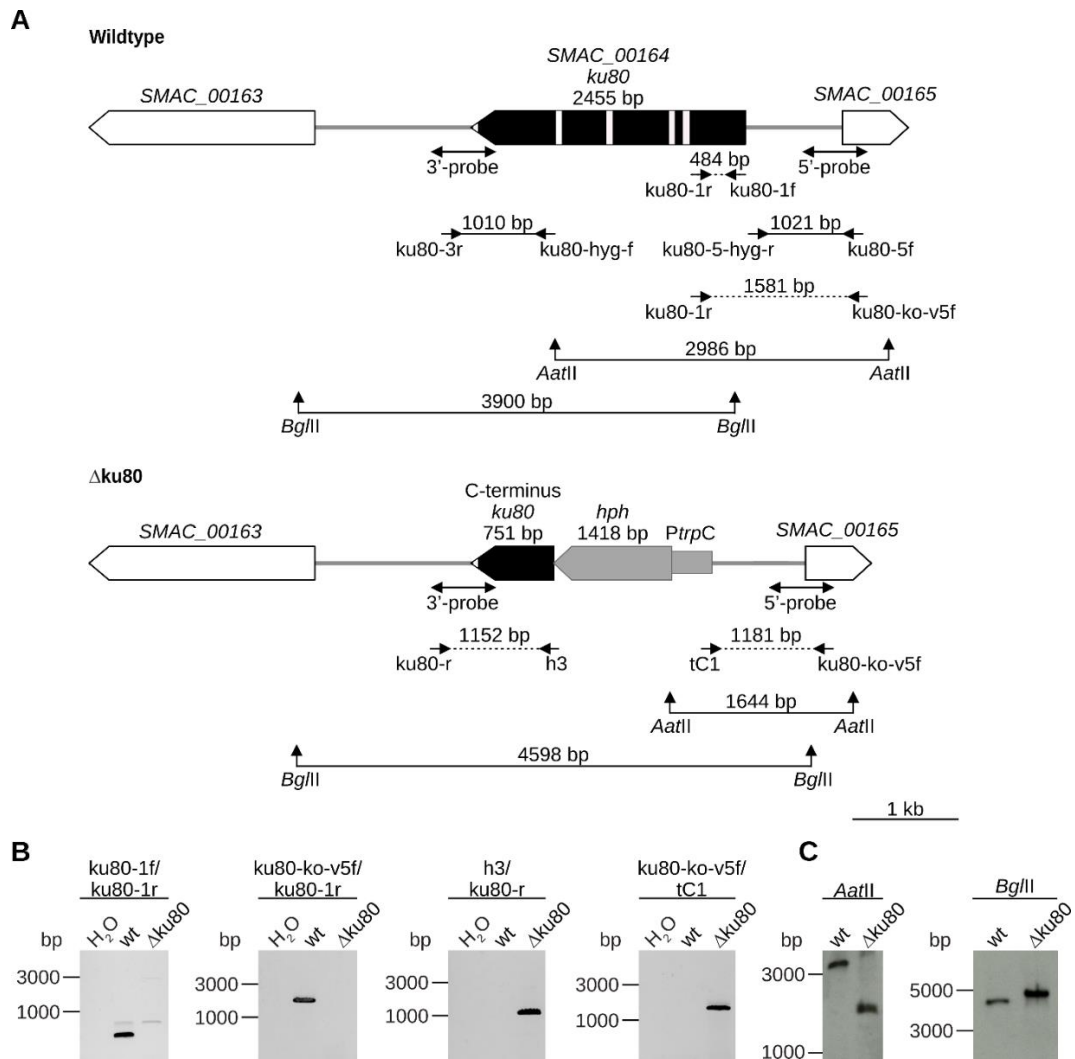 A
Wildtype
SMAC_00164
ku80
2455 bp
SMAC_00163
SMAC_00165
3'-probe
484 bp
5'-probe
ku80-1r
ku80-1f
1010 bp
1021 bp
ku80-3r
ku80-hyg-f
ku80-5-hyg-r
ku80-5f
1581 bp
ku80-1r
ku80-ko-v5f
2986 bp
AatII
AatII
3900 bp
BglII
BglII
Δku80
C-terminus
ku80
751 bp
hph
1418 bp
PtrpC
SMAC_00163
SMAC_00165
3'-probe
5'-probe
1152 bp
1181 bp
ku80-r
h3
tC1
ku80-ko-v5f
1644 bp
AatII
AatII
4598 bp
BglII
BglII
1 kb
B
ku80-1f/
ku80-1r
H₂O wt Δku80
bp
3000
1000
ku80-ko-v5f/
ku80-1r
H₂O wt Δku80
bp
3000
1000
h3/
ku80-r
H₂O wt Δku80
bp
3000
1000
ku80-ko-v5f/
tC1
H₂O wt Δku80
bp
3000
1000
C
AatII
wt Δku80
bp
3000
1000
BglII
wt Δku80
bp
5000
3000